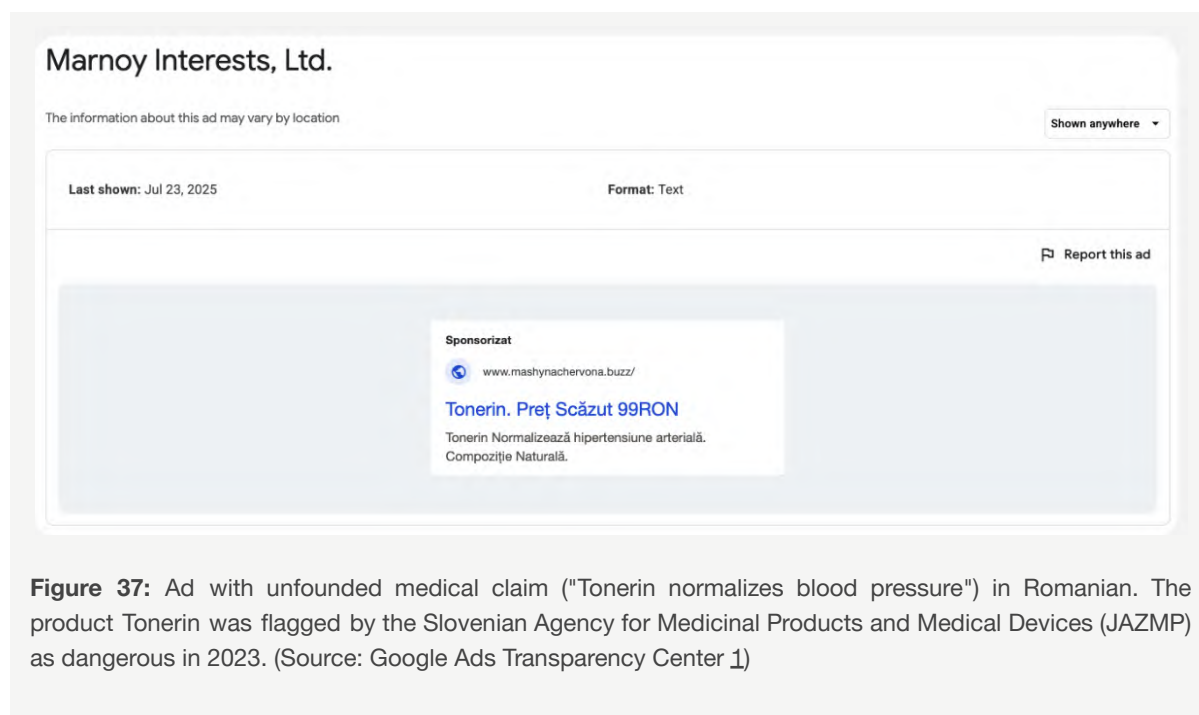 Marnoy Interests, Ltd.
The information about this ad may vary by location
Shown anywhere
Last shown: Jul 23, 2025
Format: Text
Report this ad
Sponsorizat
www.mashynachervona.buzz/
Tonerin. Preț Scăzut 99RON
Tonerin Normalizează hipertensiune arterială.
Compoziție Naturală.
Figure 37: Ad with unfounded medical claim ("Tonerin normalizes blood pressure") in Romanian. The
product Tonerin was flagged by the Slovenian Agency for Medicinal Products and Medical Devices (JAZMP)
as dangerous in 2023. (Source: Google Ads Transparency Center 1)